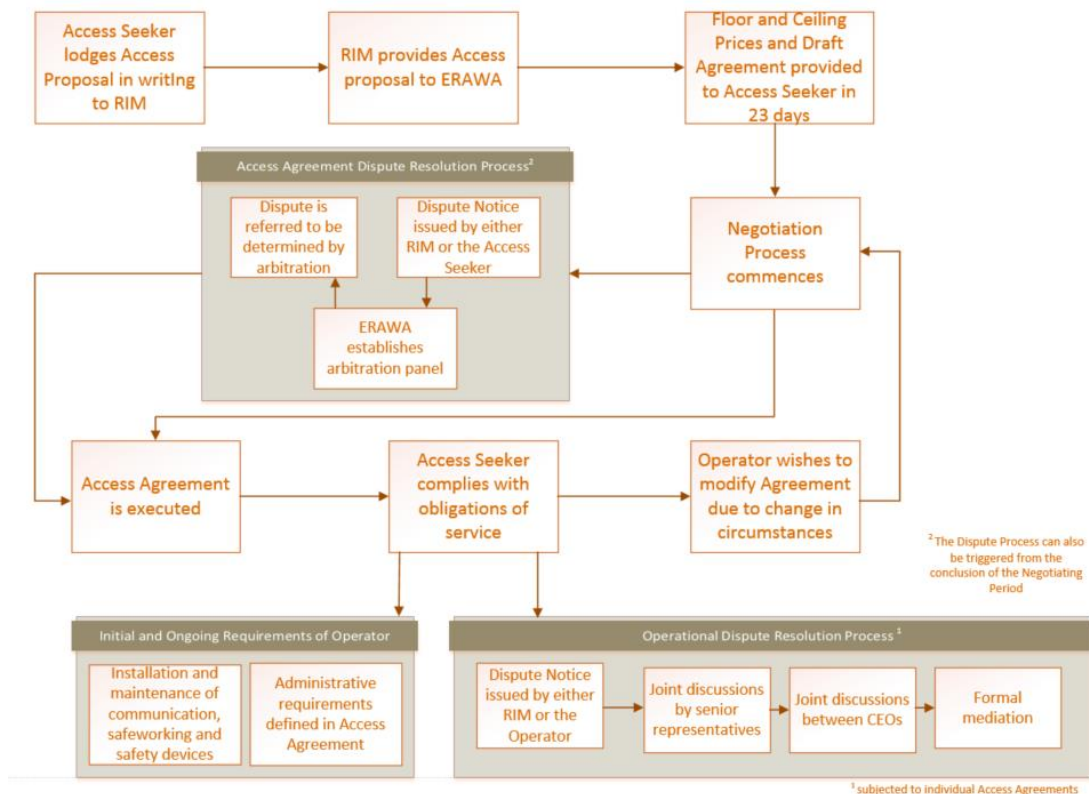 Access Seeker
lodges Access
Proposal in writIng
to RIM
RIM provides Access
proposal to ERAWA
Floor and Ceiling
Prices and Draft
Agreement provided
to Access Seeker in
23 days
Access Agreement Dispute Resolution Process²
Dispute is
referred to be
determined by
arbitration
Dispute Notice
issued by either
RIM or the Access
Seeker
ERAWA
establishes
arbitration panel
Negotiation
Process
commences
Access Agreement
is executed
Access Seeker
complies with
obligations of
service
Operator wishes to
modify Agreement
due to change in
circumstances
² The Dispute Process can also
be triggered from the
conclusion of the Negotiating
Period
Initial and Ongoing Requirements of Operator
Installation and
maintenance of
communication,
safeworking and
safety devices
Administrative
requirements
defined in Access
Agreement
Operational Dispute Resolution Process ¹
Dispute Notice
issued by either
RIM or the
Operator
Joint discussions
by senior
representatives
Joint discussions
between CEOs
Formal
mediation
¹ subjected to individual Access Agreements